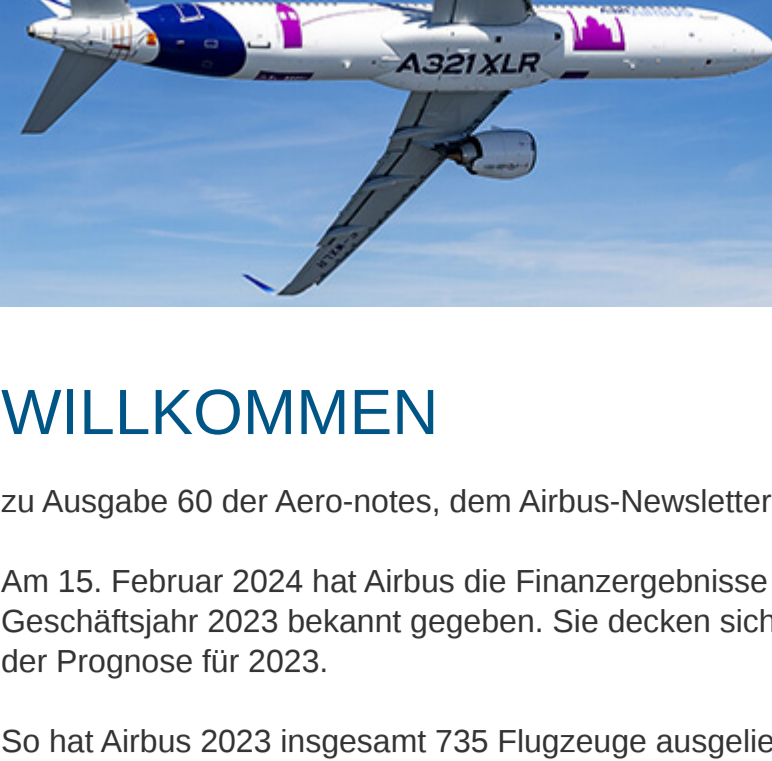 A321XLR
WILLKOMMEN
zu Ausgabe 60 der Aero-notes, dem Airbus-Newsletter
Am 15. Februar 2024 hat Airbus die Finanzergebnisse
Geschäftsjahr 2023 bekannt gegeben. Sie decken sich
der Prognose für 2023.
So hat Airbus 2023 insgesamt 735 Flugzeuge ausgelie